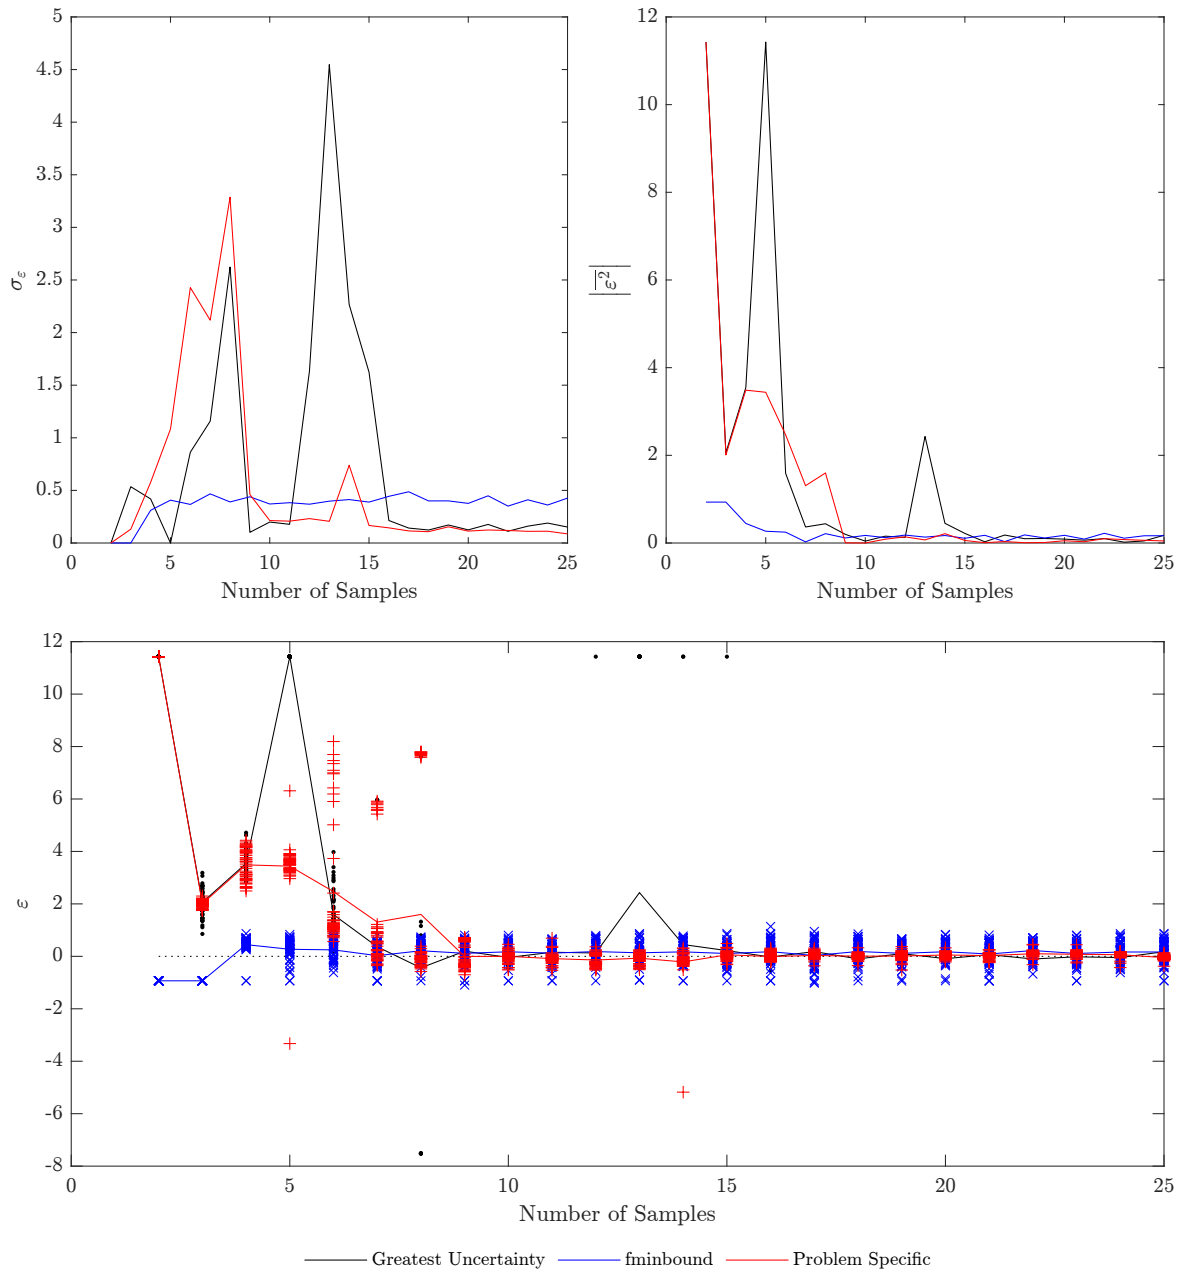 5
4.5
4
3.5
3
2.5
2
1.5
1
0.5
0
σ_ε
0 5 10 15 20 25
Number of Samples
12
10
8
6
4
2
0
|ε²|
0 5 10 15 20 25
Number of Samples
12
10
8
6
4
2
0
-2
-4
-6
-8
ε
0 5 10 15 20 25
Number of Samples
Greatest Uncertainty fminbound Problem Specific